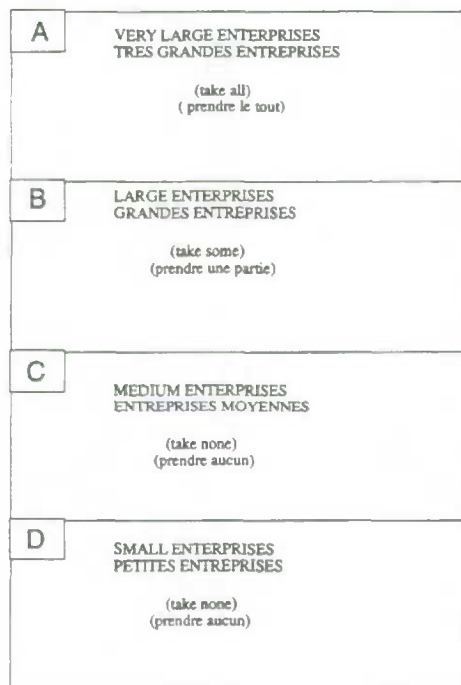 A
VERY LARGE ENTERPRISES
TRES GRANDES ENTREPRISES
(take all)
( prendre le tout)
B
LARGE ENTERPRISES
GRANDES ENTREPRISES
(take some)
(prendre une partie)
C
MEDIUM ENTERPRISES
ENTREPRISES MOYENNES
(take none)
(prendre aucun)
D
SMALL ENTERPRISES
PETITES ENTREPRISES
(take none)
(prendre aucun)